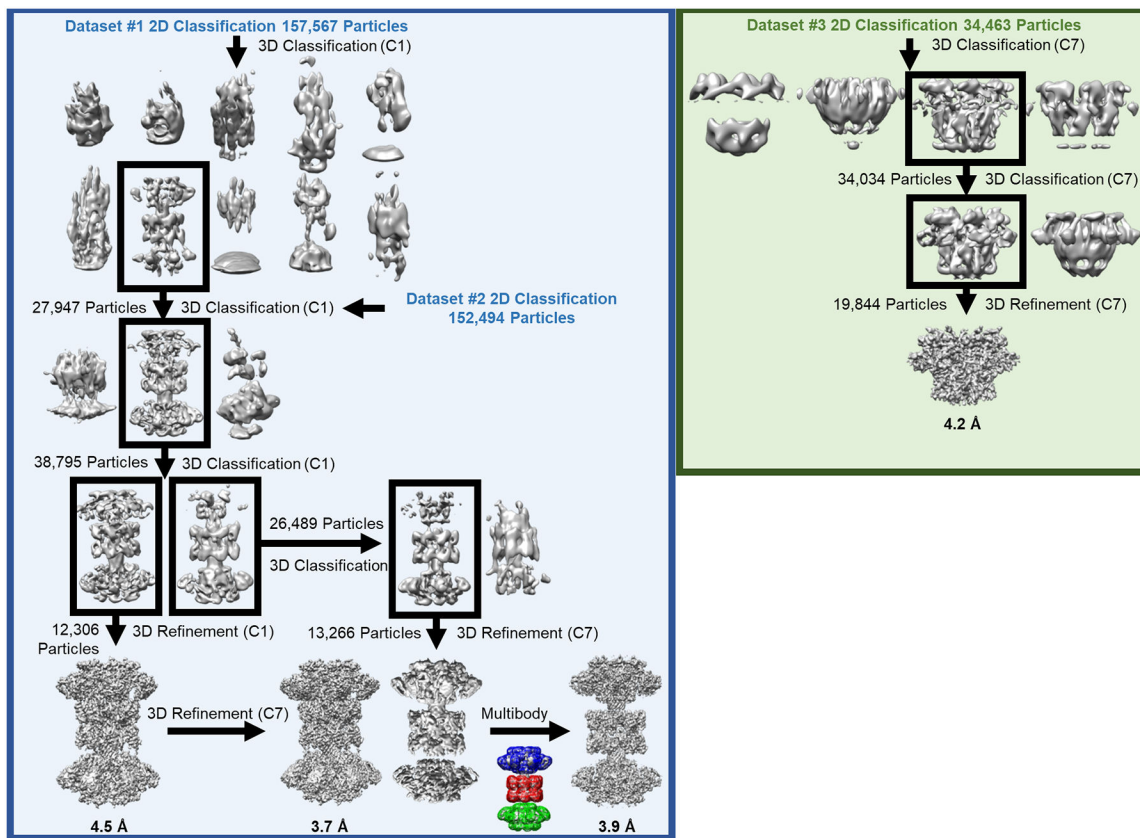 Dataset #1 2D Classification 157,567 Particles
3D Classification (C1)
27,947 Particles
3D Classification (C1)
Dataset #2 2D Classification
152,494 Particles
38,795 Particles
3D Classification (C1)
26,489 Particles
3D Classification
12,306
Particles
3D Refinement (C1)
13,266 Particles
3D Refinement (C7)
3D Refinement (C7)
Multibody
4.5 Å
3.7 Å
3.9 Å
Dataset #3 2D Classification 34,463 Particles
3D Classification (C7)
34,034 Particles
3D Classification (C7)
19,844 Particles
3D Refinement (C7)
4.2 Å